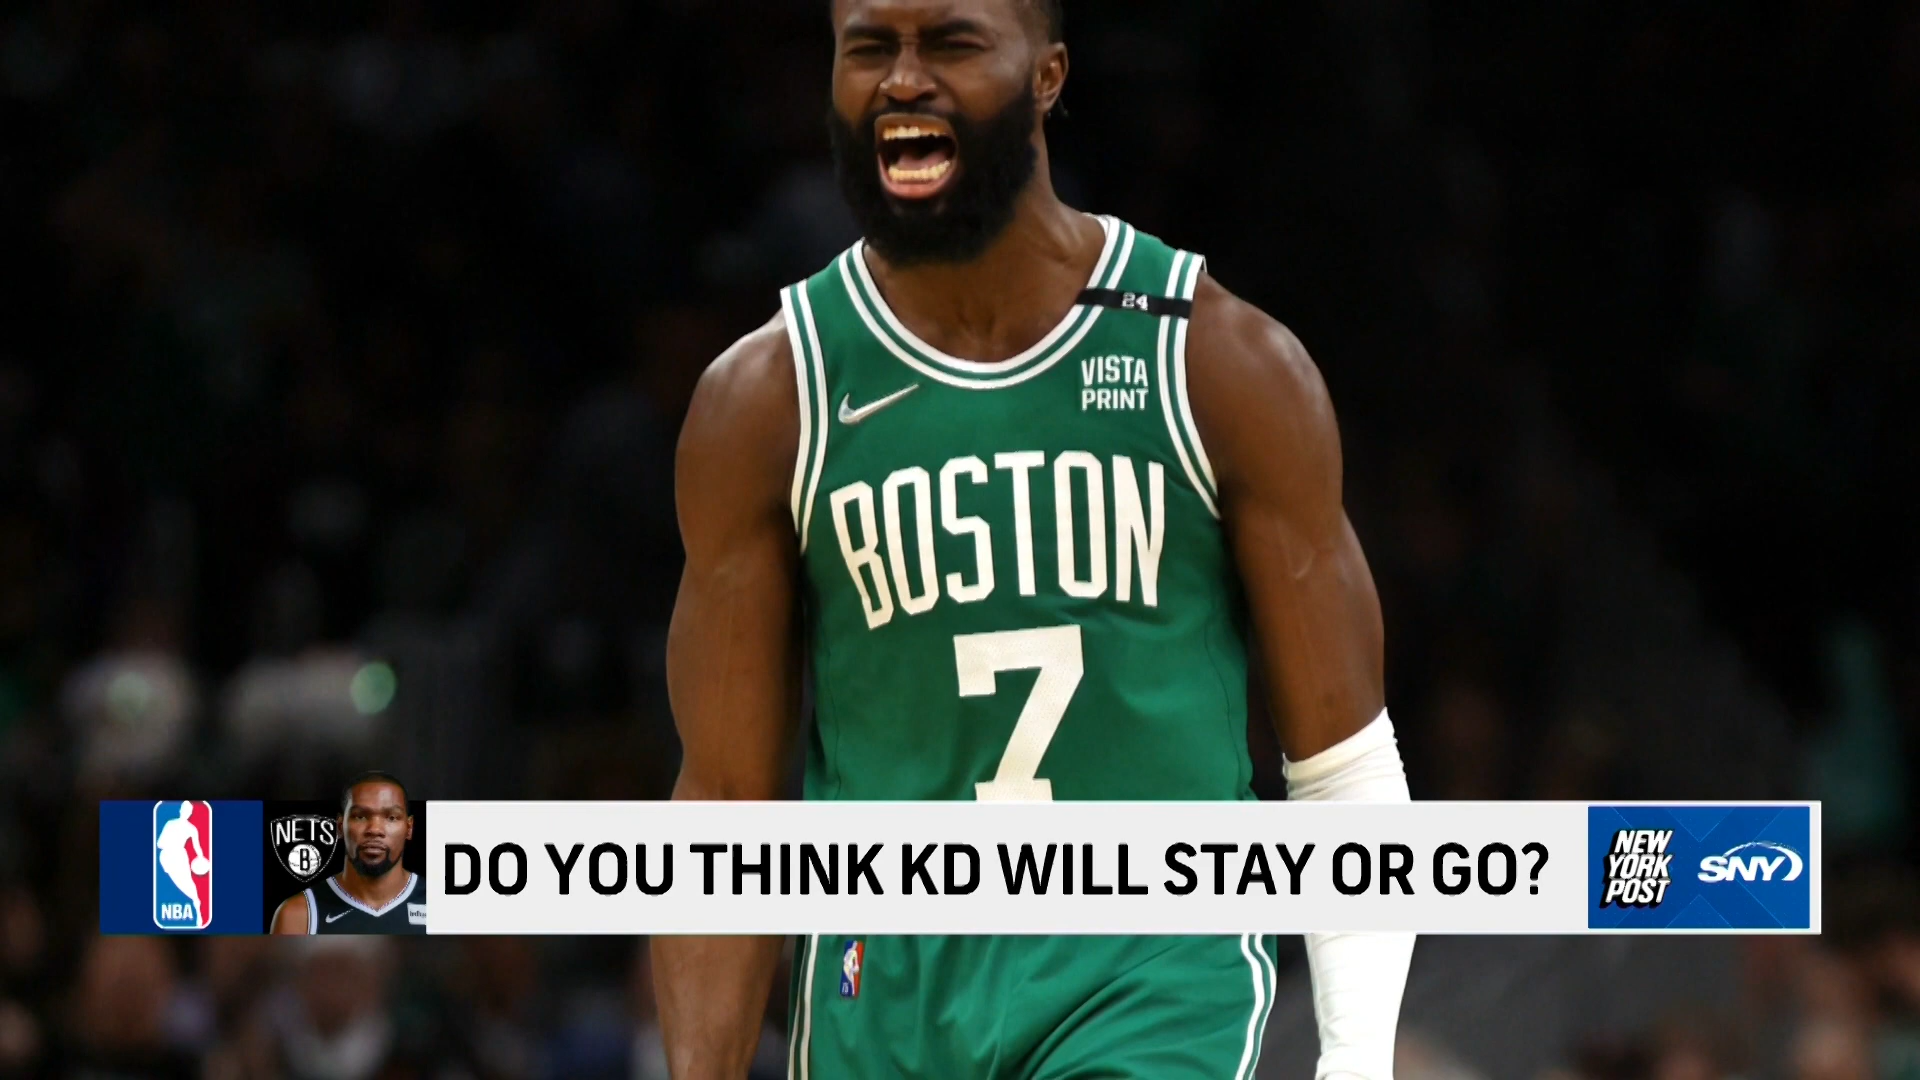 24
VISTA
PRINT
BOSTON
7
NBA
NETS
B
DO YOU THINK KD WILL STAY OR GO?
NEW
YORK
POST
SNY